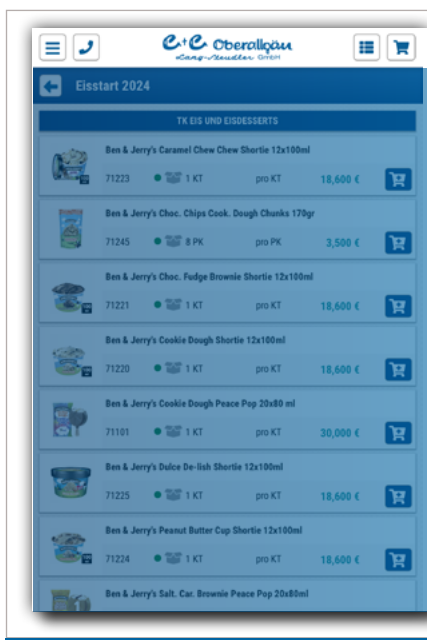 C+C Oberallgäu
Lang-Neudler GmbH
Eisstart 2024
TK EIS UND EISDESSERTS
Ben & Jerry's Caramel Chew Chew Shortie 12x100ml
71223 1 KT pro KT 18,600 €
Ben & Jerry's Choc. Chips Cook. Dough Chunks 170gr
71245 8 PK pro PK 3,500 €
Ben & Jerry's Choc. Fudge Brownie Shortie 12x100ml
71221 1 KT pro KT 18,600 €
Ben & Jerry's Cookie Dough Shortie 12x100ml
71220 1 KT pro KT 18,600 €
Ben & Jerry's Cookie Dough Peace Pop 20x80 ml
71101 1 KT pro KT 30,000 €
Ben & Jerry's Dulce De-lish Shortie 12x100ml
71225 1 KT pro KT 18,600 €
Ben & Jerry's Peanut Butter Cup Shortie 12x100ml
71224 1 KT pro KT 18,600 €
Ben & Jerry's Salt. Car. Brownie Peace Pop 20x80ml